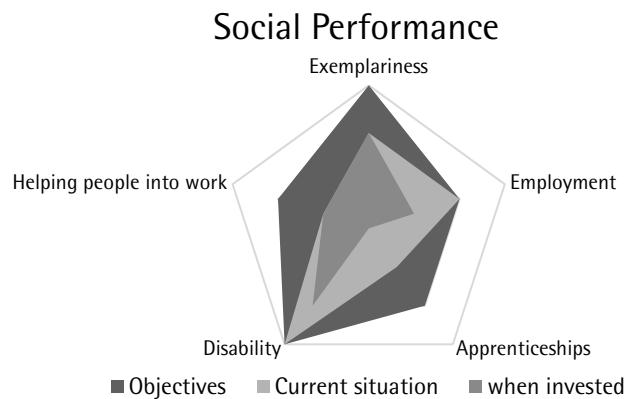 Social Performance
Exemplariness
Helping people into work
Employment
Disability
Apprenticeships
Objectives Current situation when invested